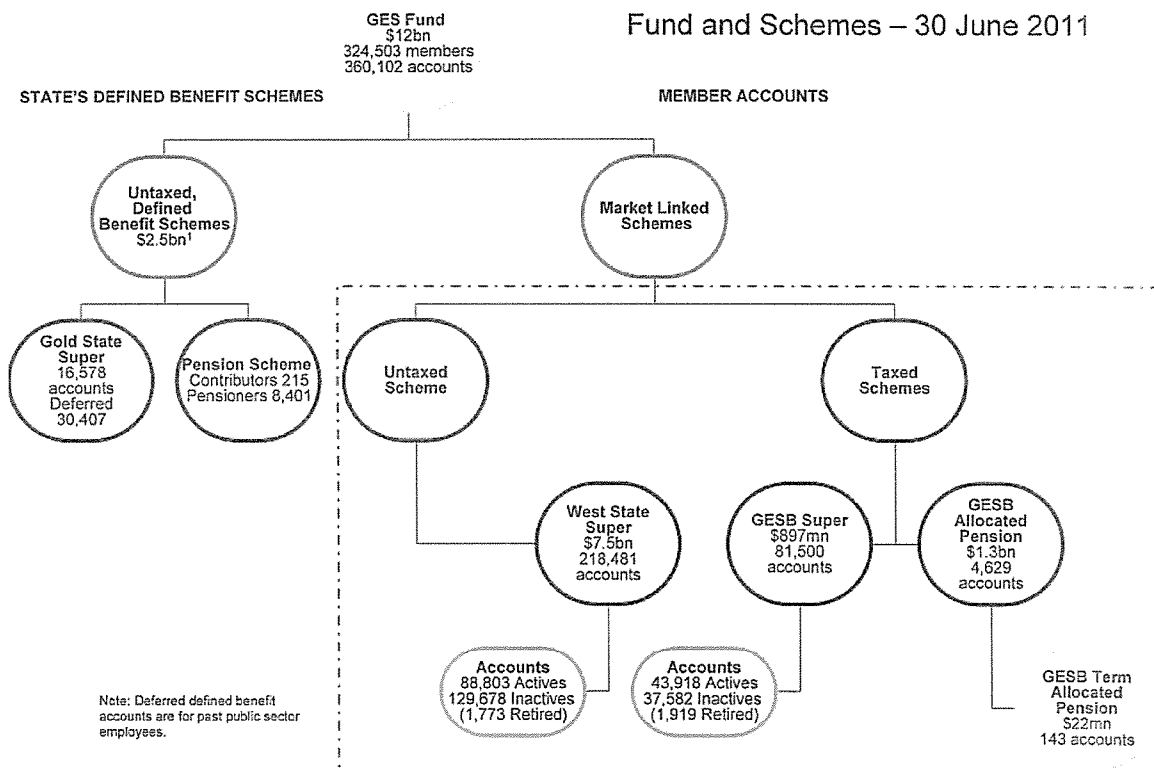 Fund and Schemes – 30 June 2011
GES Fund
$12bn
324,503 members
360,102 accounts
STATE'S DEFINED BENEFIT SCHEMES
MEMBER ACCOUNTS
Untaxed,
Defined
Benefit Schemes
$2.5bn¹
Market Linked
Schemes
Gold State
Super
16,578
accounts
Deferred
30,407
Pension Scheme
Contributors 215
Pensioners 8,401
Untaxed
Scheme
Taxed
Schemes
West State
Super
$7.5bn
218,481
accounts
GESB Super
$897mn
81,500
accounts
GESB
Allocated
Pension
$1.3bn
4,629
accounts
Accounts
88,803 Actives
129,678 Inactives
(1,773 Retired)
Accounts
43,918 Actives
37,582 Inactives
(1,919 Retired)
GESB Term
Allocated
Pension
$22mn
143 accounts
Note: Deferred defined benefit
accounts are for past public sector
employees.